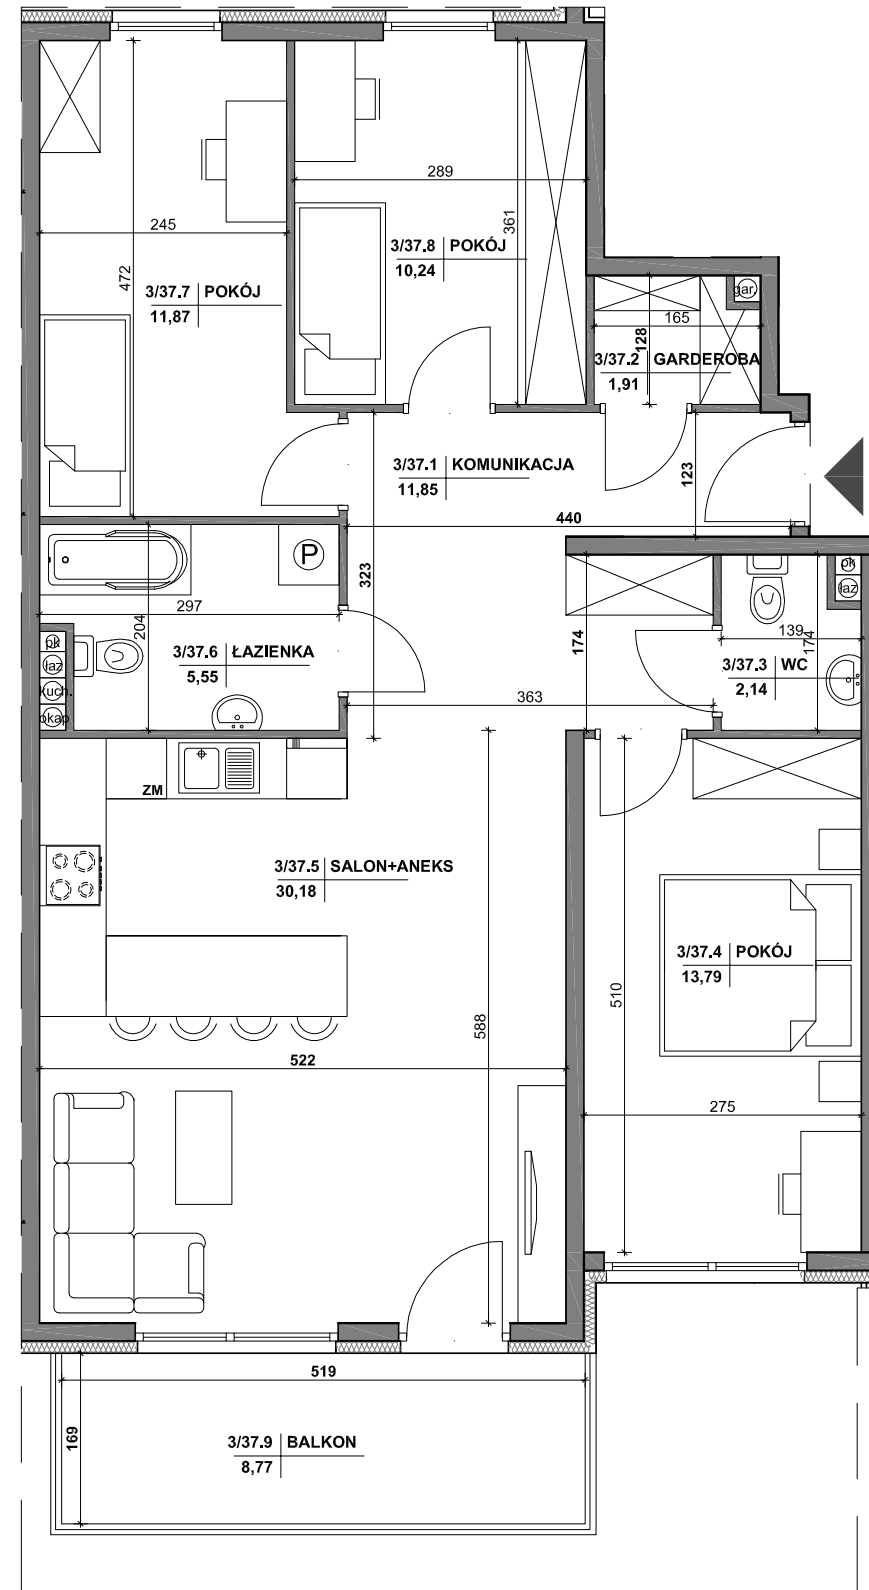 289
245
472
361
3/37.8 POKÓJ
10,24
3/37.7 POKÓJ
11,87
gar.
165
128
3/37.2 GARDEROBA
1,91
3/37.1 KOMUNIKACJA
11,85
123
440
323
P
297
204
3/37.6 ŁAZIENKA
5,55
pk
łaz
kuch.
okap
pk
łaz
139
174
174
3/37.3 WC
2,14
363
ZM
3/37.5 SALON+ANEKS
30,18
3/37.4 POKÓJ
13,79
510
588
522
275
519
169
3/37.9 BALKON
8,77